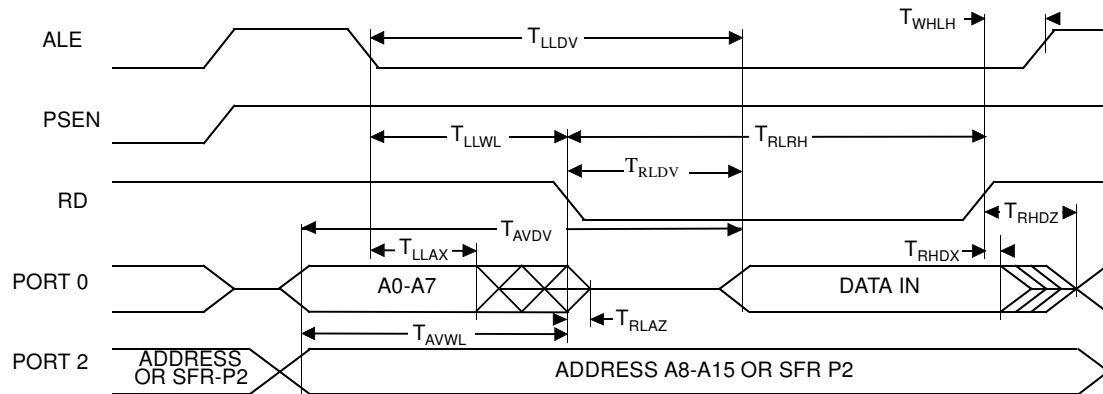 T_WHLH
ALE
T_LLDV
PSEN
T_LLWL
T_RLRH
T_RLDV
RD
T_RHDZ
T_AVDV
T_LLAX
T_RHDX
PORT 0
A0-A7
DATA IN
T_RLAZ
T_AVWL
PORT 2
ADDRESS
OR SFR-P2
ADDRESS A8-A15 OR SFR P2